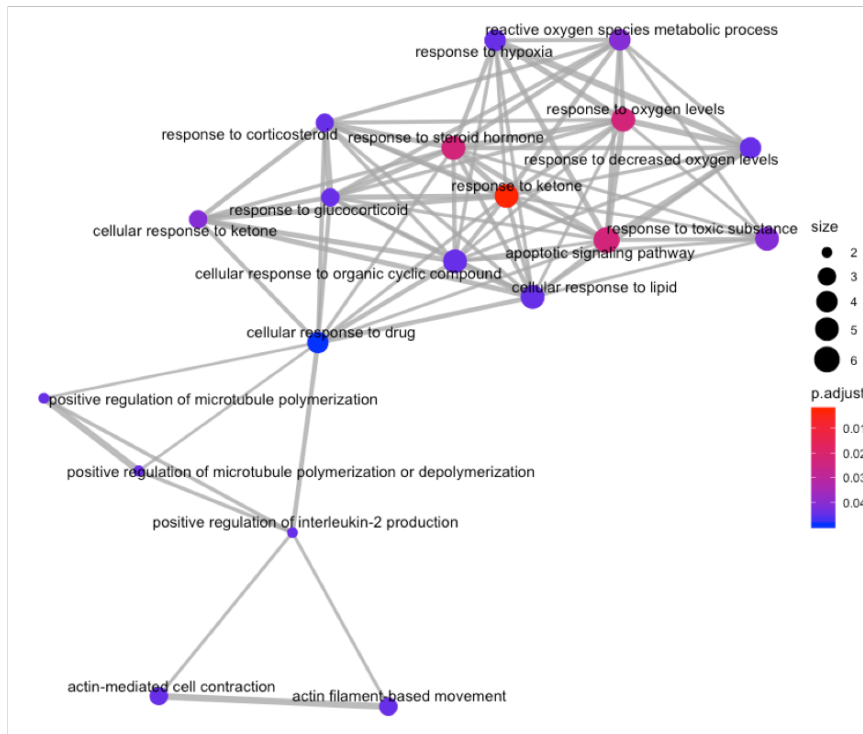 reactive oxygen species metabolic process
response to hypoxia
response to oxygen levels
response to corticosteroid
response to steroid hormone
response to decreased oxygen levels
response to ketone
response to glucocorticoid
cellular response to ketone
response to toxic substance
apoptotic signaling pathway
cellular response to organic cyclic compound
cellular response to lipid
cellular response to drug
positive regulation of microtubule polymerization
positive regulation of microtubule polymerization or depolymerization
positive regulation of interleukin-2 production
actin-mediated cell contraction
actin filament-based movement
size
2
3
4
5
6
p.adjust
0.01
0.02
0.03
0.04